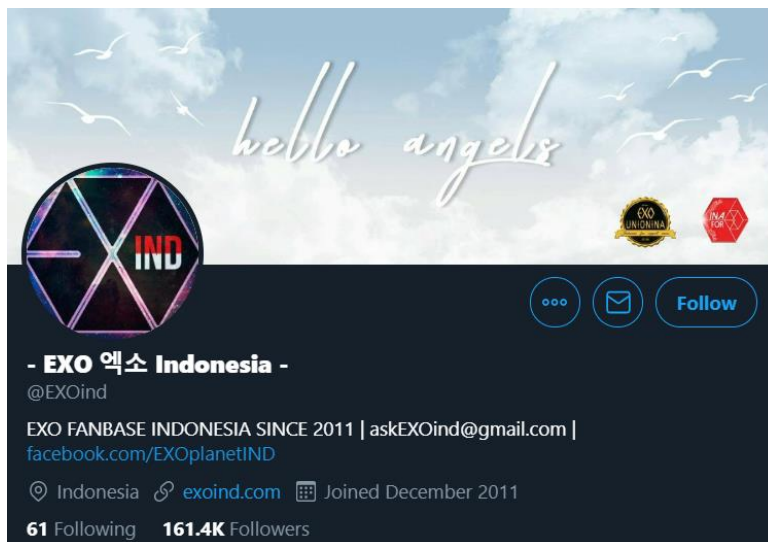 hello angels
EXO
UNIONINA
INA
FOR
IND
Follow
- EXO 엑소 Indonesia -
@EXOind
EXO FANBASE INDONESIA SINCE 2011 | askEXOind@gmail.com |
facebook.com/EXOplanetIND
Indonesia exoind.com Joined December 2011
61 Following 161.4K Followers